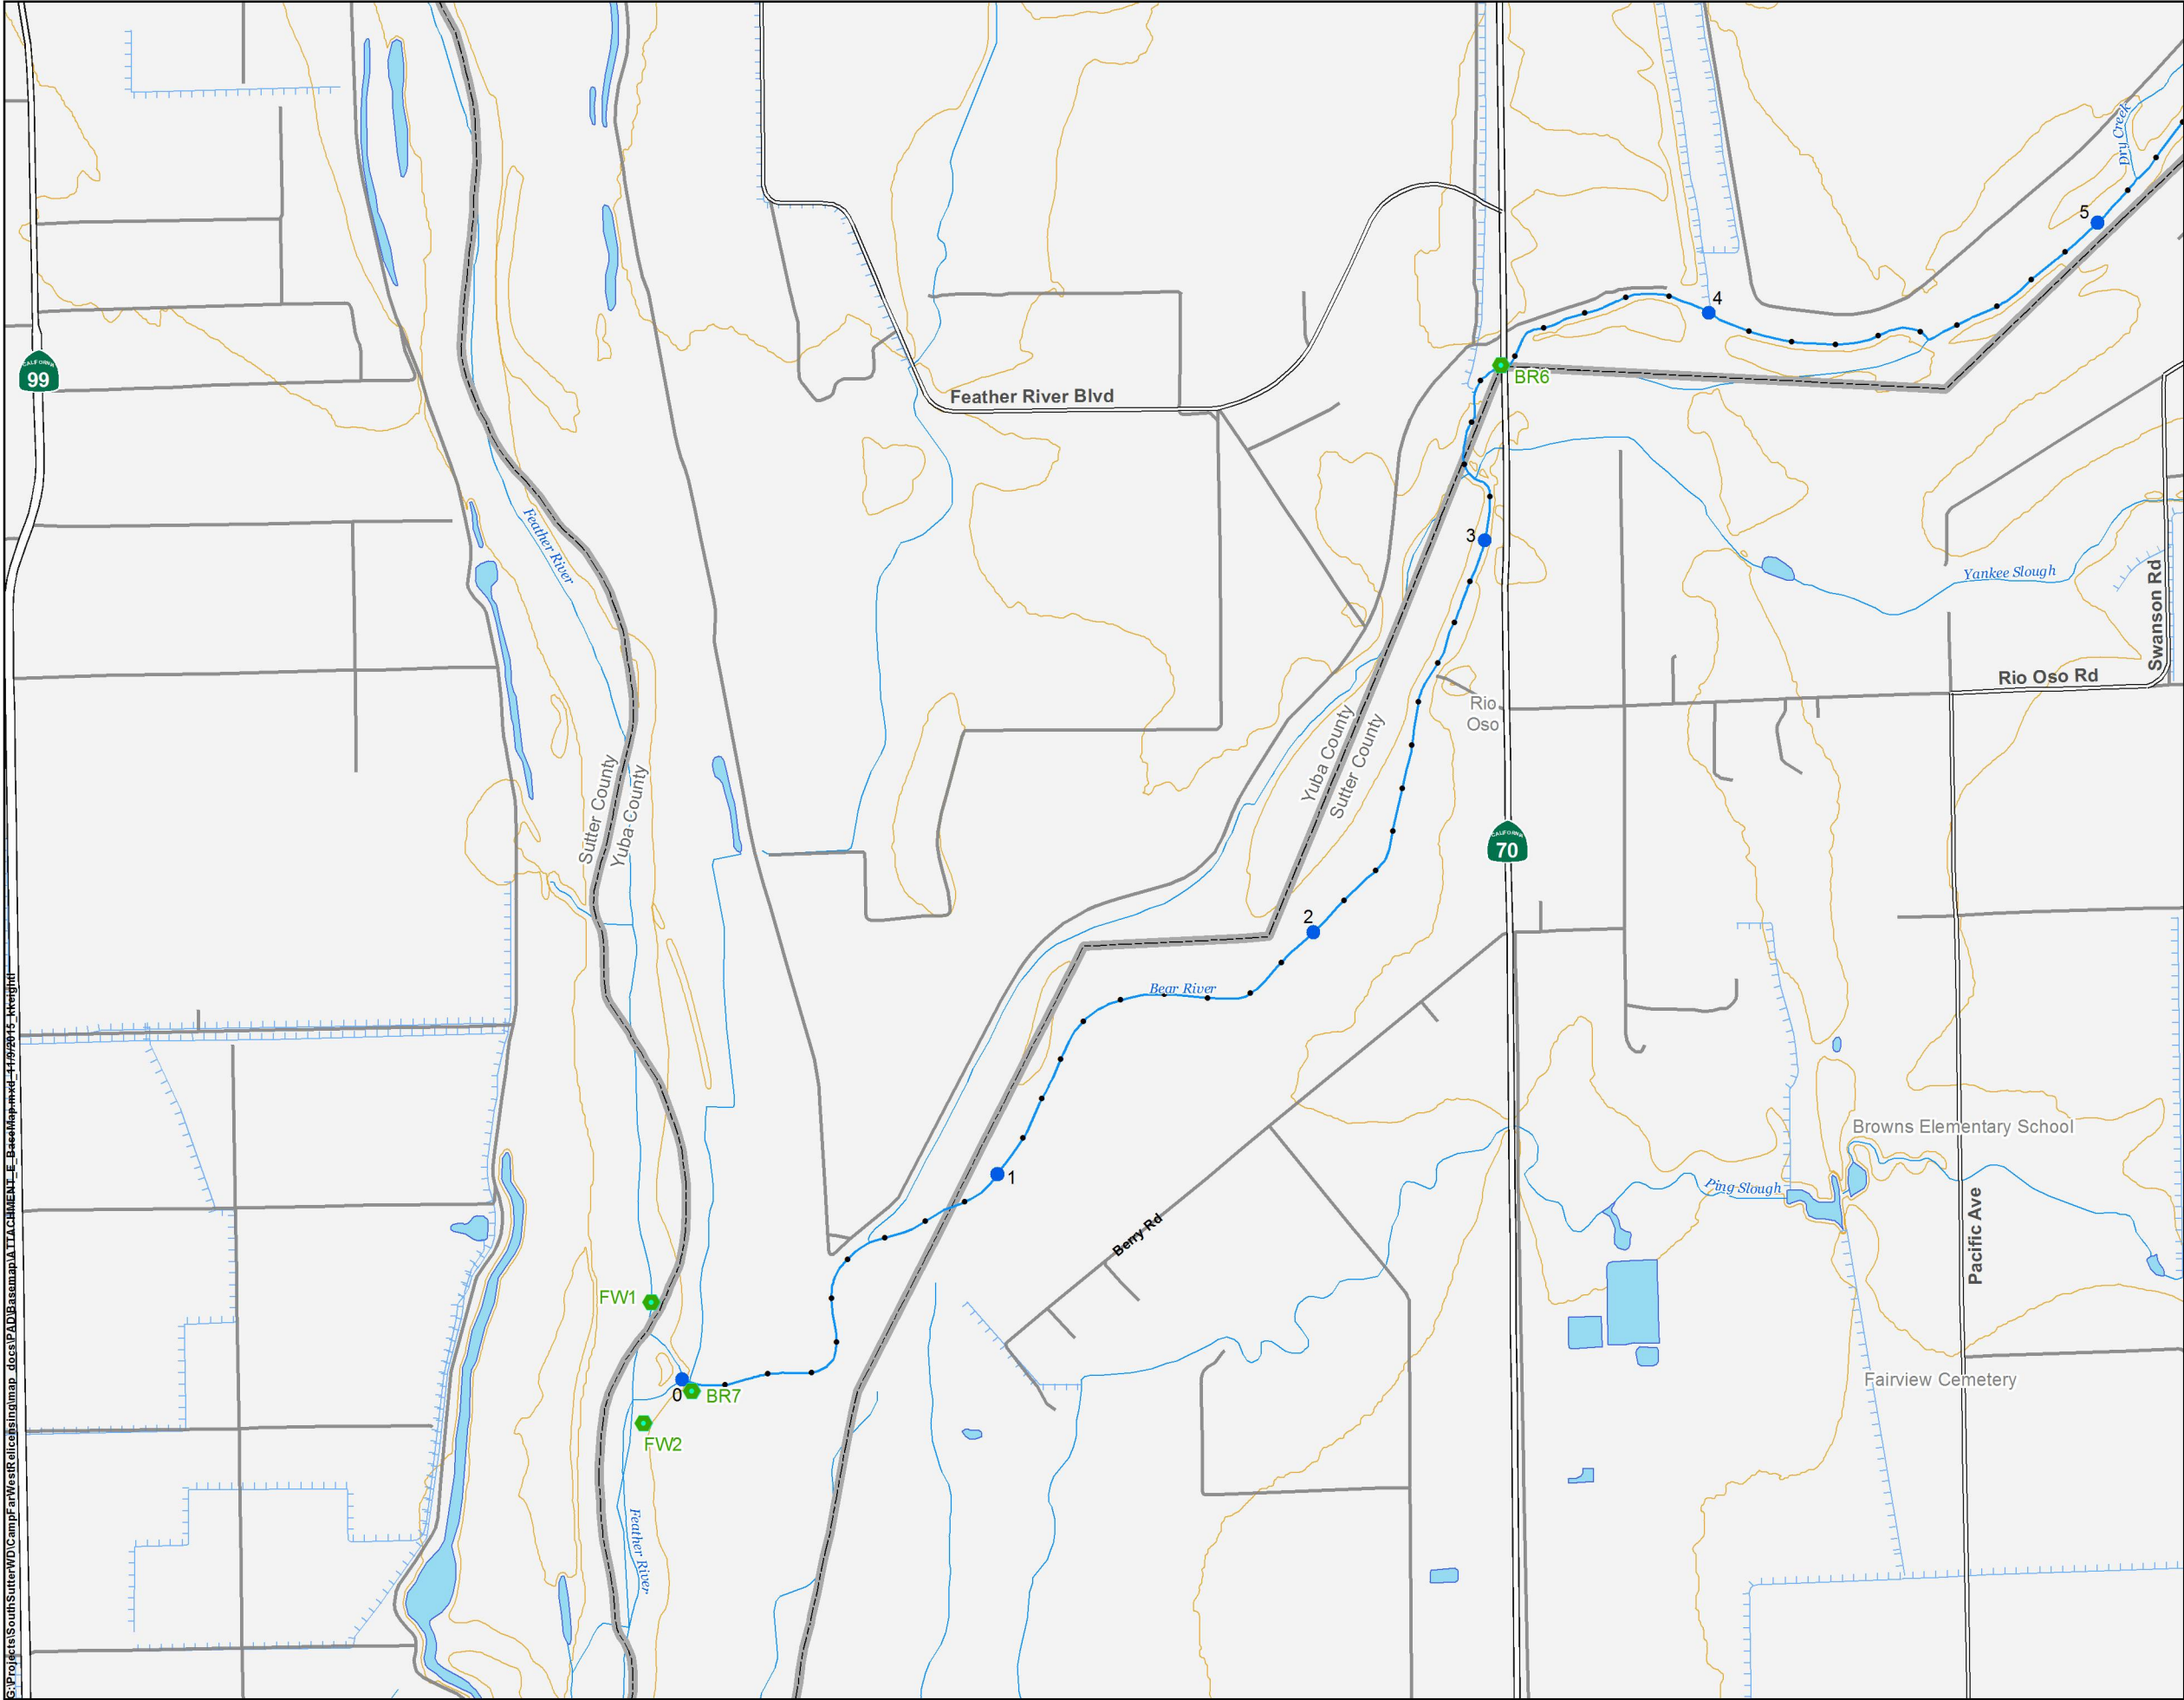 Dry Creek
5
4
CALIFORNIA
99
BR6
Feather River Blvd
Feather River
3
Yankee Slough
Swanson Rd
Rio Oso Rd
Rio
Oso
Yuba County
Sutter County
Sutter County
Yuba County
CALIFORNIA
70
2
Bear River
Browns Elementary School
1
Ping Slough
Pacific Ave
Berry Rd
FW1
0
BR7
Fairview Cemetery
FW2
Feather River
G:\Projects\SouthSutterWD\CampFarWestRelicensing\map_docs\PAD\Basemap\ATTACHMENT_E_BaseMap.mxd_11/9/2015_kkeightl